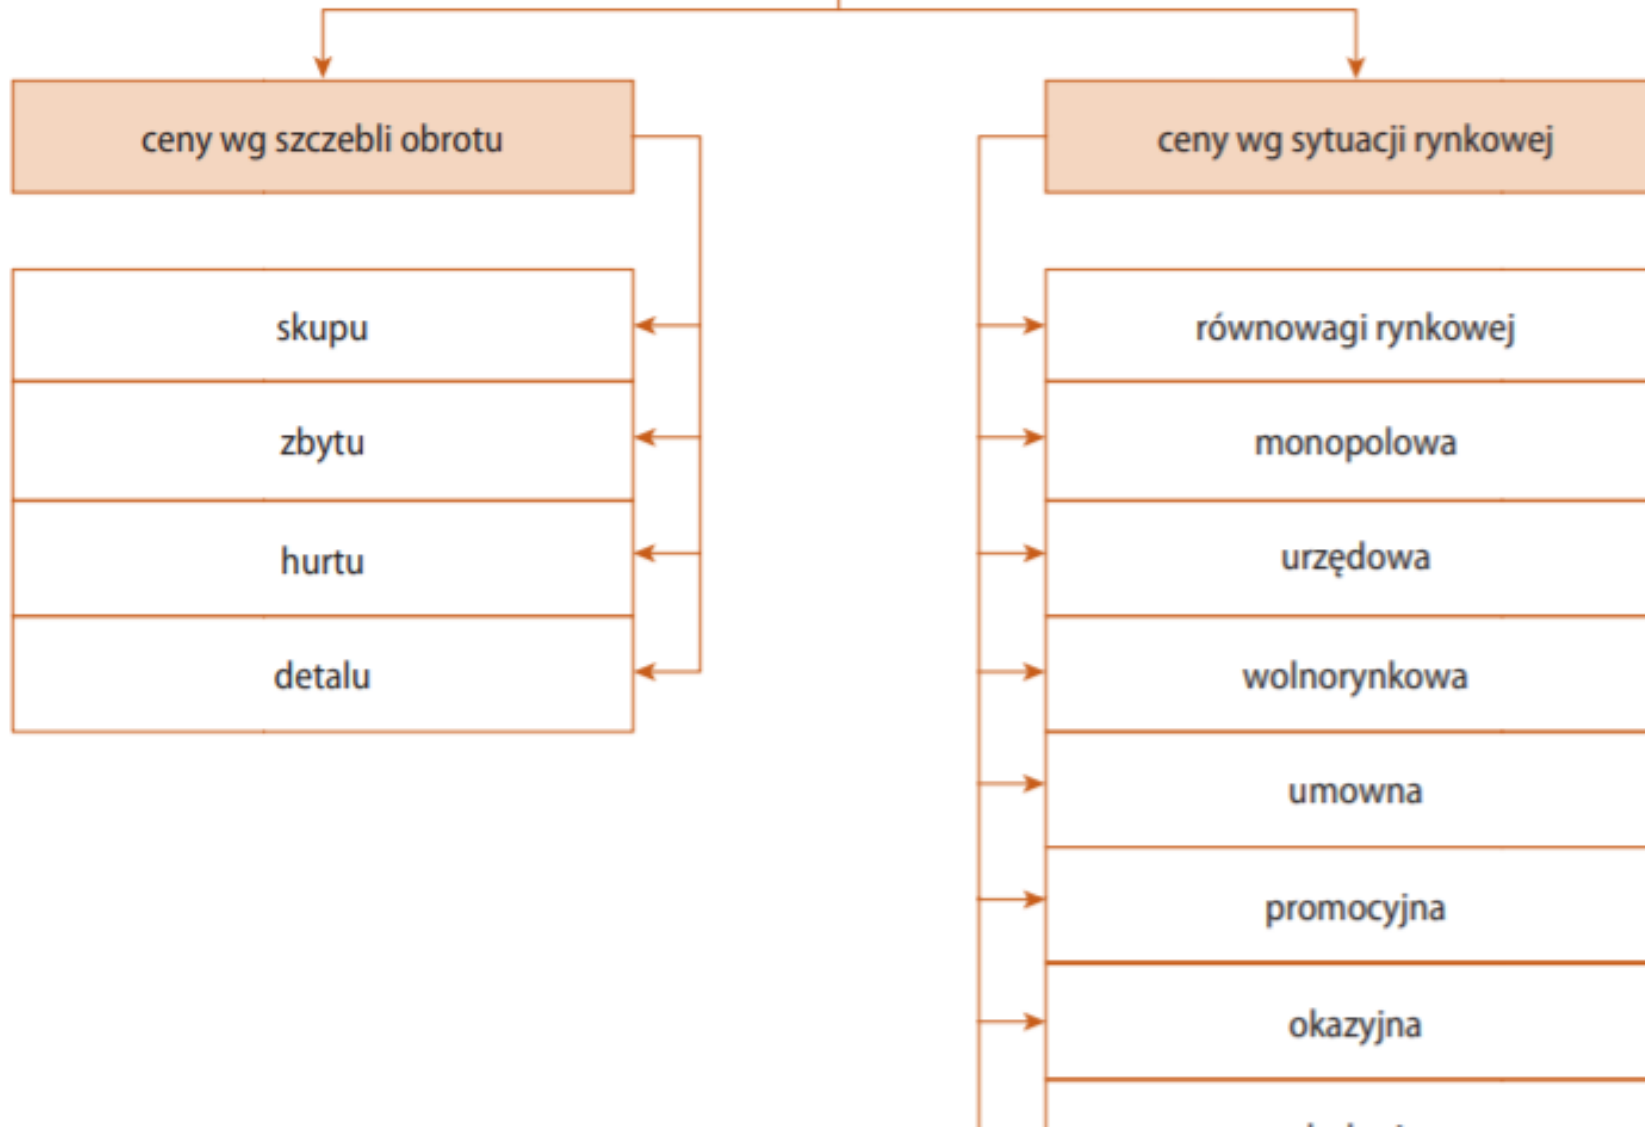 ceny wg szczebli obrotu
skupu
zbytu
hurtu
detalu
ceny wg sytuacji rynkowej
równowagi rynkowej
monopolowa
urzędowa
wolnorynkowa
umowna
promocyjna
okazyjna